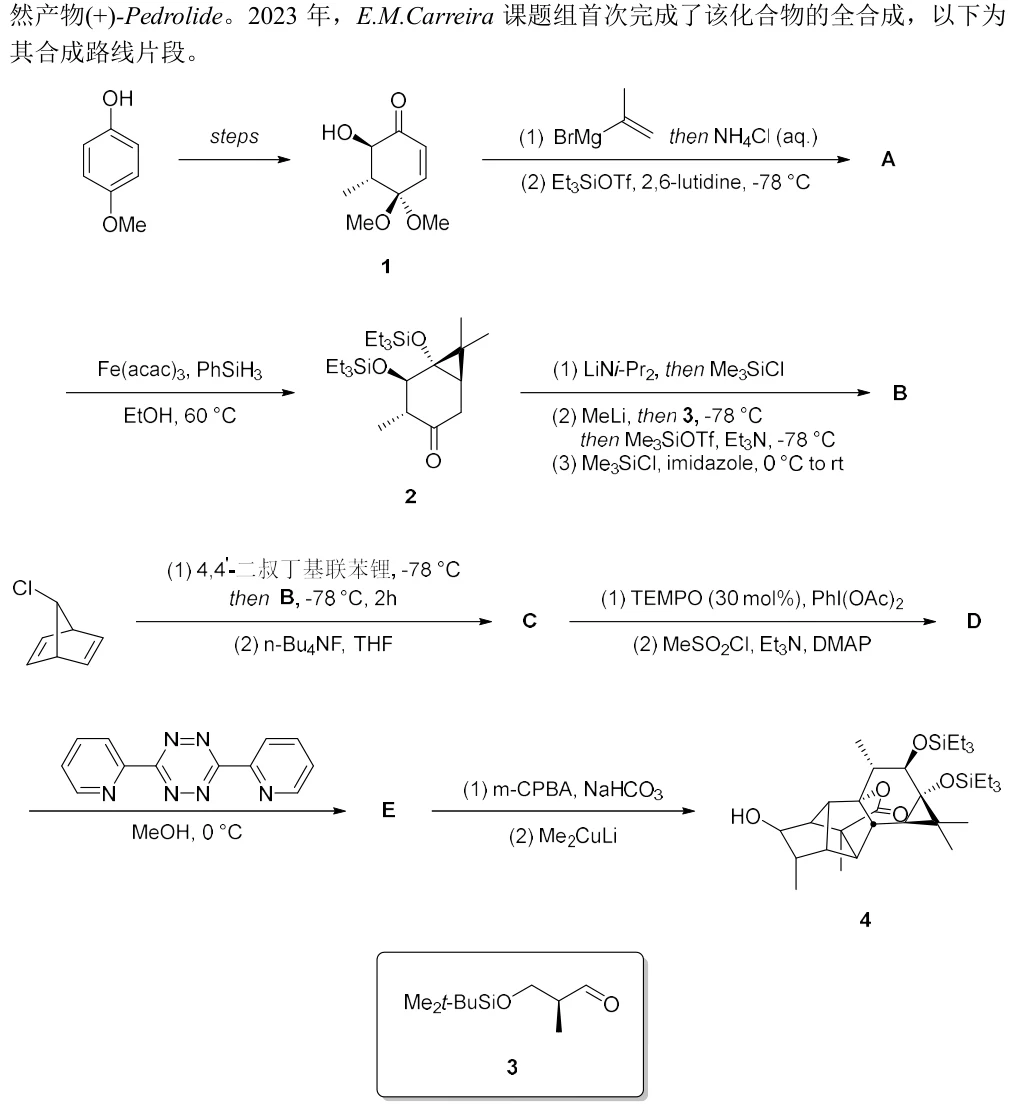 然产物(+)-Pedrolide。2023 年，E.M.Carreira 课题组首次完成了该化合物的全合成，以下为
其合成路线片段。
OH
OMe
steps
O
HO
MeO OMe
1
BrMg then NH₄Cl (aq.)
(1)
(2) Et₃SiOTf, 2,6-lutidine, -78 °C
A
Fe(acac)₃, PhSiH₃
EtOH, 60 °C
Et₃SiO
Et₃SiO
O
2
(1) LiNi-Pr₂, then Me₃SiCl
(2) MeLi, then 3, -78 °C
then Me₃SiOTf, Et₃N, -78 °C
(3) Me₃SiCl, imidazole, 0 °C to rt
B
Cl
(1) 4,4'-二叔丁基联苯锂, -78 °C
then B, -78 °C, 2h
(2) n-Bu₄NF, THF
C
(1) TEMPO (30 mol%), PhI(OAc)₂
(2) MeSO₂Cl, Et₃N, DMAP
D
N=N
N N N N
MeOH, 0 °C
E
(1) m-CPBA, NaHCO₃
(2) Me₂CuLi
OSiEt₃
OSiEt₃
O
O
HO
4
Me₂t-BuSiO O
3